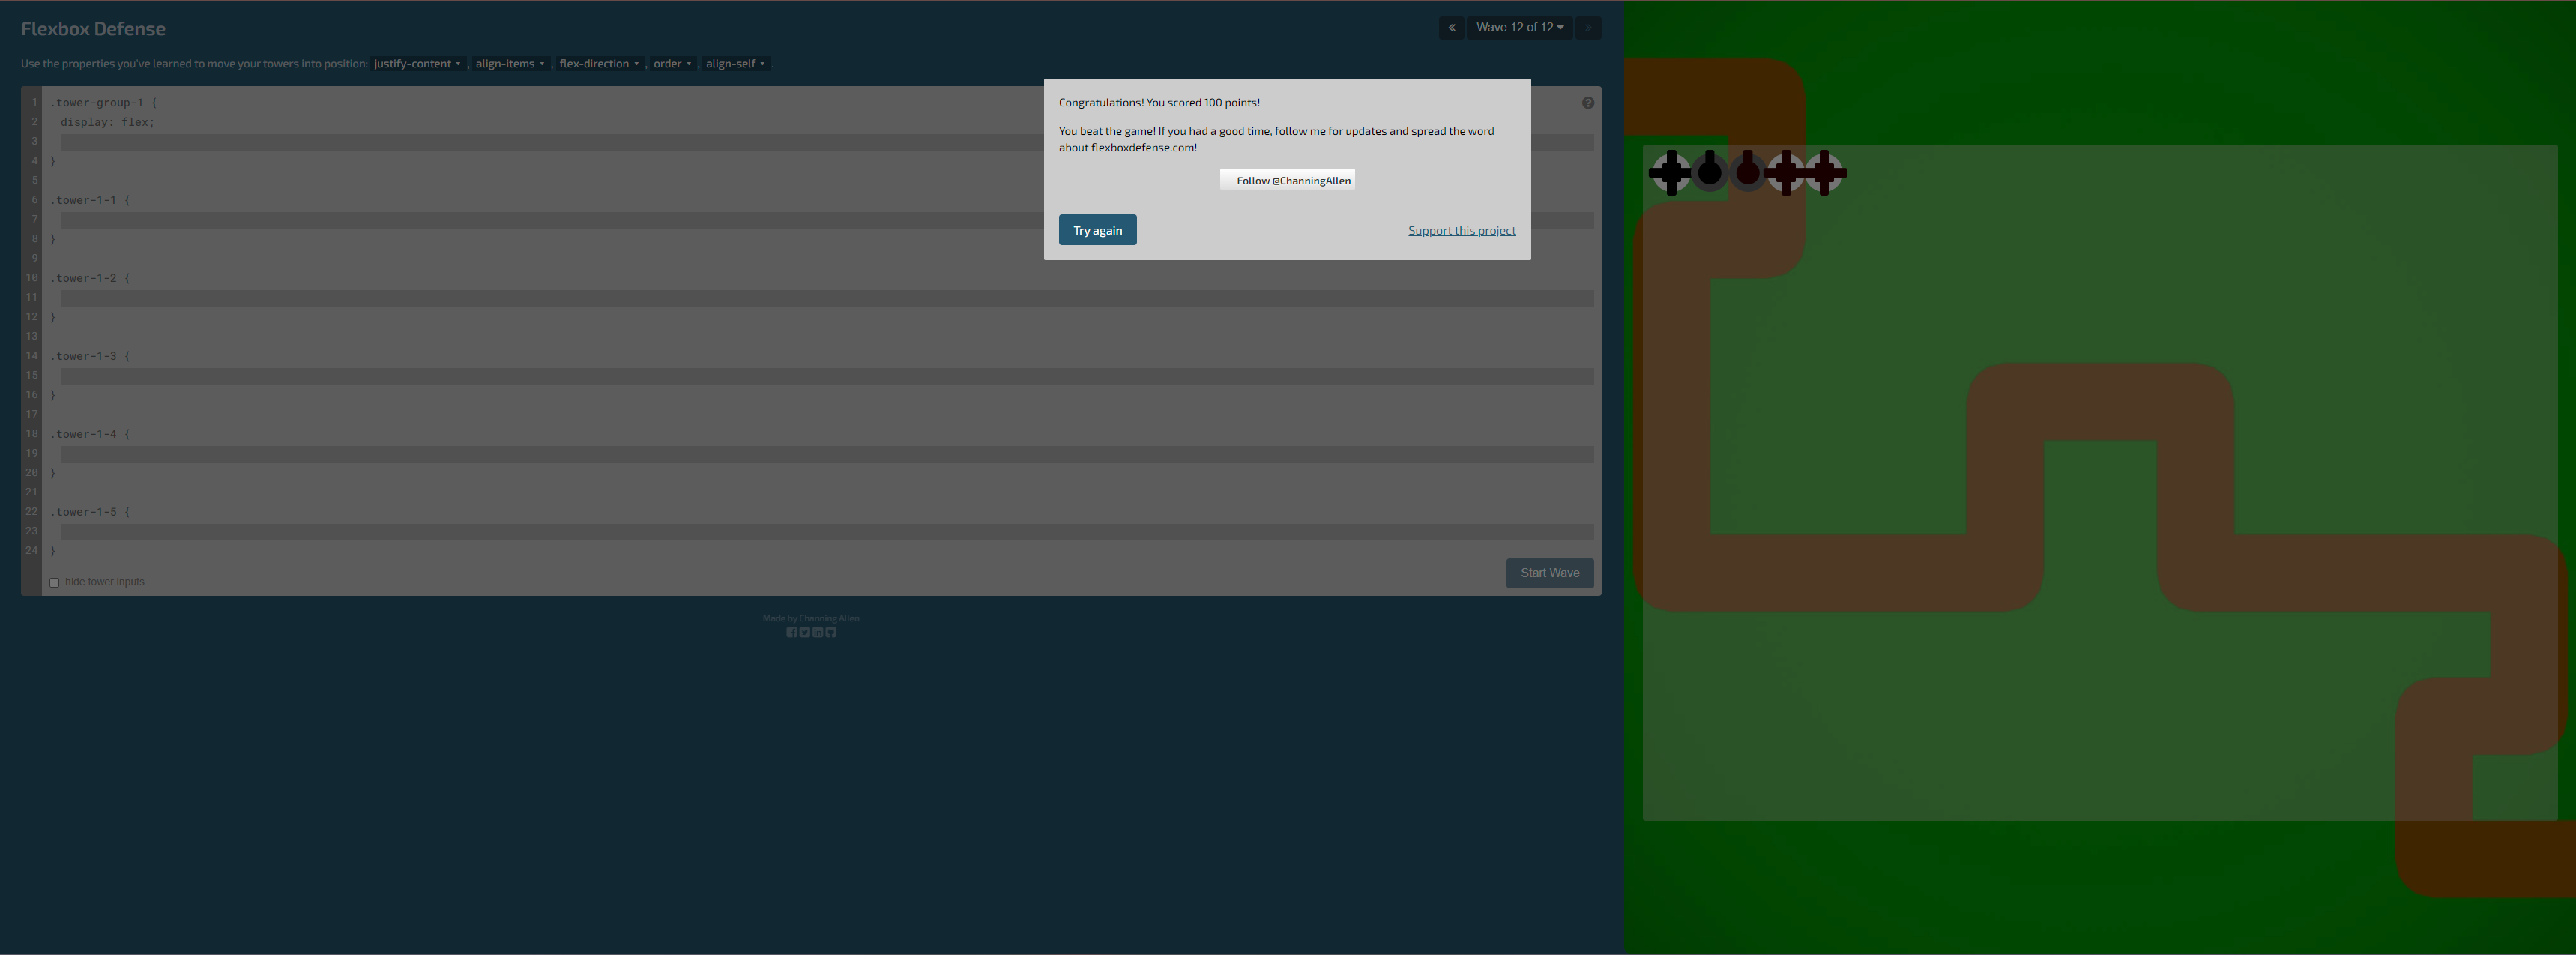 Flexbox Defense
« Wave 12 of 12 »
Use the properties you've learned to move your towers into position: justify-content , align-items , flex-direction , order , align-self .
1 .tower-group-1 {
2 display: flex;
3
4 }
5
6 .tower-1-1 {
7
8 }
9
10 .tower-1-2 {
11
12 }
13
14 .tower-1-3 {
15
16 }
17
18 .tower-1-4 {
19
20 }
21
22 .tower-1-5 {
23
24 }
hide tower inputs
Start Wave
Made by Channing Allen
Congratulations! You scored 100 points!
You beat the game! If you had a good time, follow me for updates and spread the word
about flexboxdefense.com!
Follow @ChanningAllen
Try again
Support this project